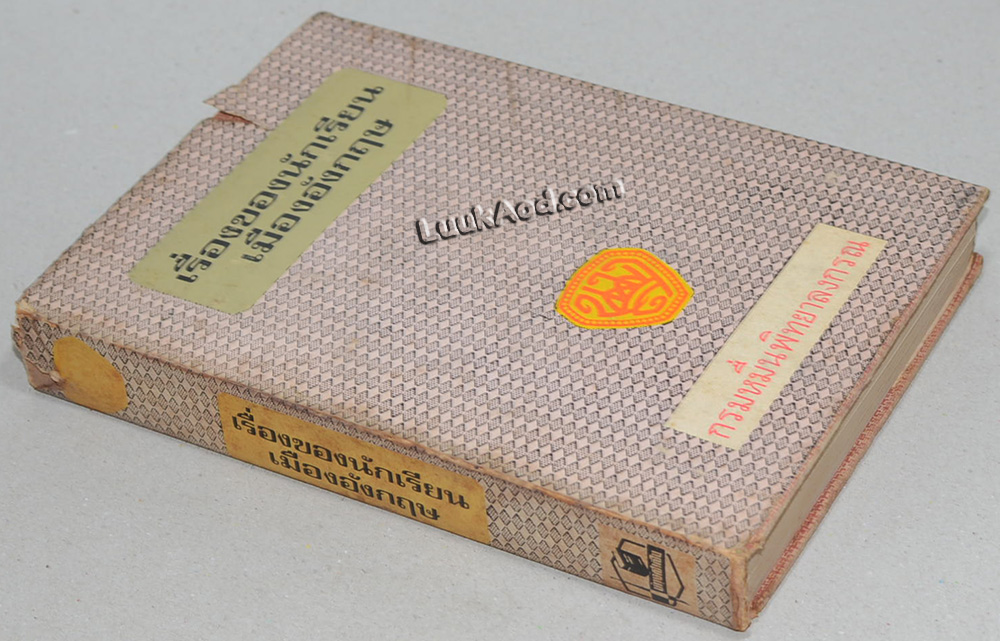 เรื่องของนักเรียน
เมืองอังกฤษ
LuukAod.com
น.ม.ส.
กรมหมื่นพิทยาลงกรณ
เรื่องของนักเรียน
เมืองอังกฤษ